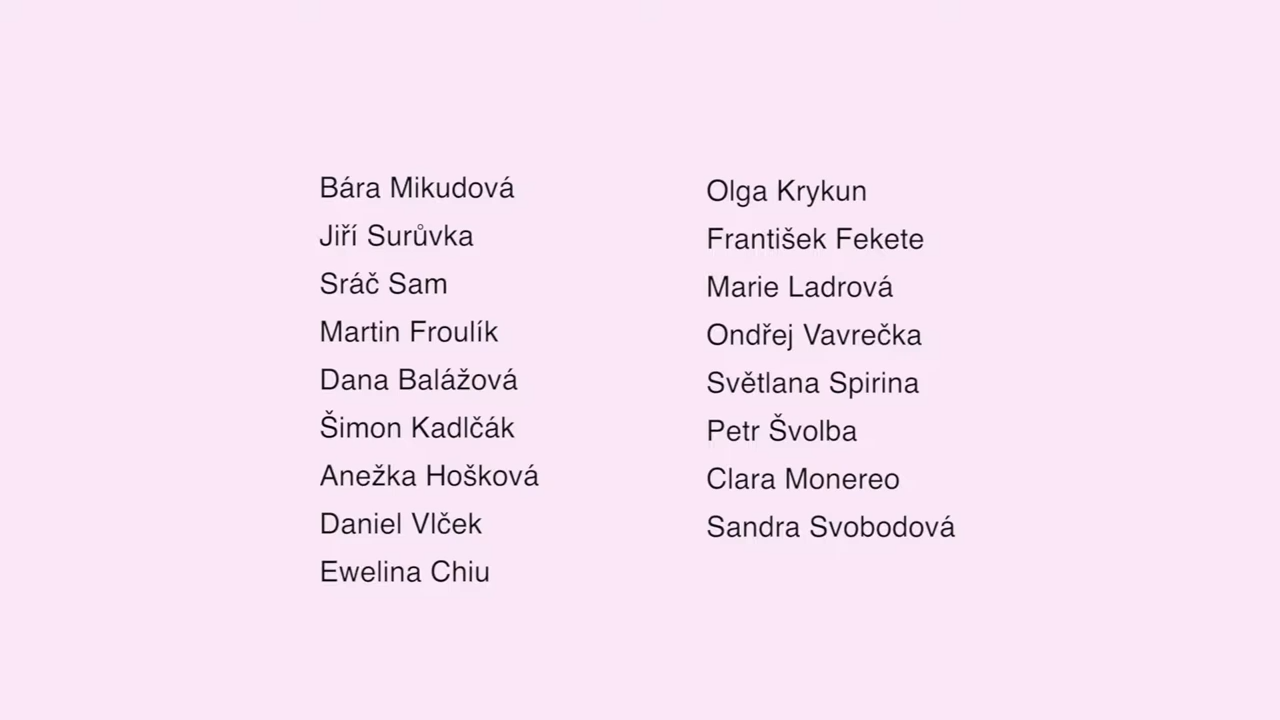 Bára Mikudová
Jiří Surůvka
Sráč Sam
Martin Froulík
Dana Balážová
Šimon Kadlčák
Anežka Hošková
Daniel Vlček
Ewelina Chiu
Olga Krykun
František Fekete
Marie Ladrová
Ondřej Vavrečka
Světlana Spirina
Petr Švolba
Clara Monereo
Sandra Svobodová